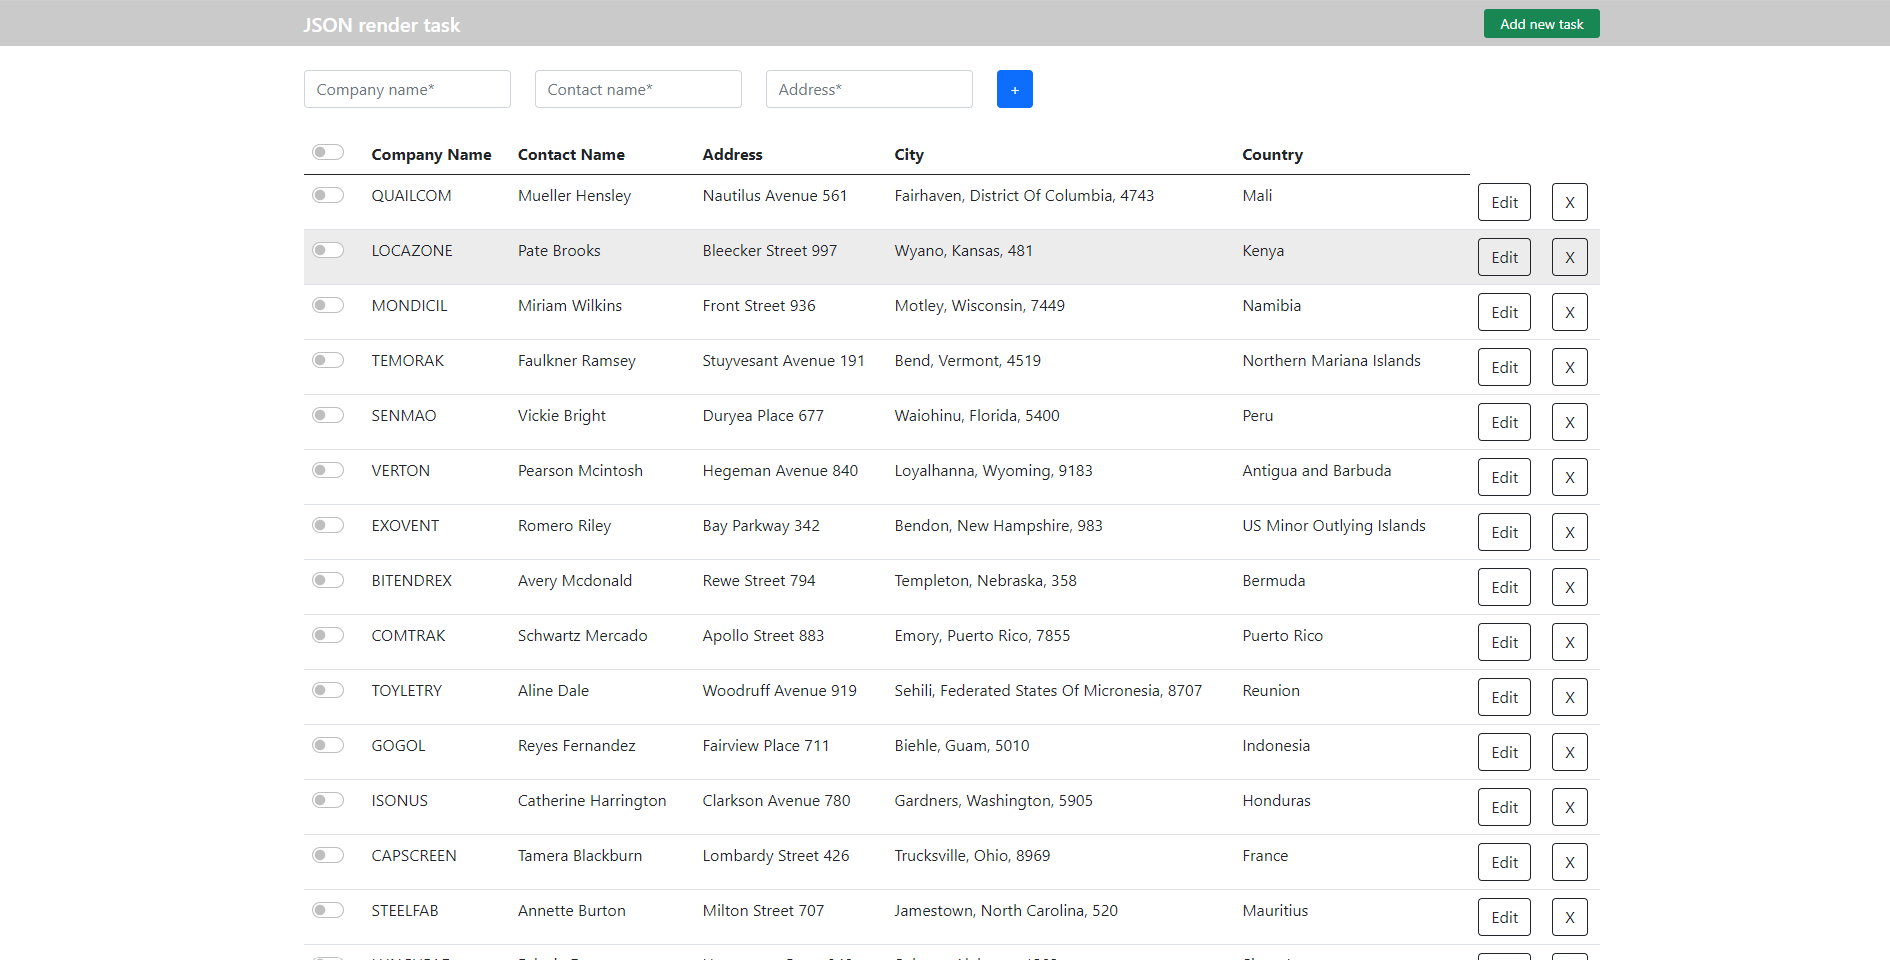 JSON render task Add new task
Company name* Contact name* Address* +
Company Name Contact Name Address City Country
QUAILCOM Mueller Hensley Nautilus Avenue 561 Fairhaven, District Of Columbia, 4743 Mali Edit X
LOCAZONE Pate Brooks Bleecker Street 997 Wyano, Kansas, 481 Kenya Edit X
MONDICIL Miriam Wilkins Front Street 936 Motley, Wisconsin, 7449 Namibia Edit X
TEMORAK Faulkner Ramsey Stuyvesant Avenue 191 Bend, Vermont, 4519 Northern Mariana Islands Edit X
SENMAO Vickie Bright Duryea Place 677 Waiohinu, Florida, 5400 Peru Edit X
VERTON Pearson Mcintosh Hegeman Avenue 840 Loyalhanna, Wyoming, 9183 Antigua and Barbuda Edit X
EXOVENT Romero Riley Bay Parkway 342 Bendon, New Hampshire, 983 US Minor Outlying Islands Edit X
BITENDREX Avery Mcdonald Rewe Street 794 Templeton, Nebraska, 358 Bermuda Edit X
COMTRAK Schwartz Mercado Apollo Street 883 Emory, Puerto Rico, 7855 Puerto Rico Edit X
TOYLETRY Aline Dale Woodruff Avenue 919 Sehili, Federated States Of Micronesia, 8707 Reunion Edit X
GOGOL Reyes Fernandez Fairview Place 711 Biehle, Guam, 5010 Indonesia Edit X
ISONUS Catherine Harrington Clarkson Avenue 780 Gardners, Washington, 5905 Honduras Edit X
CAPSCREEN Tamera Blackburn Lombardy Street 426 Trucksville, Ohio, 8969 France Edit X
STEELFAB Annette Burton Milton Street 707 Jamestown, North Carolina, 520 Mauritius Edit X